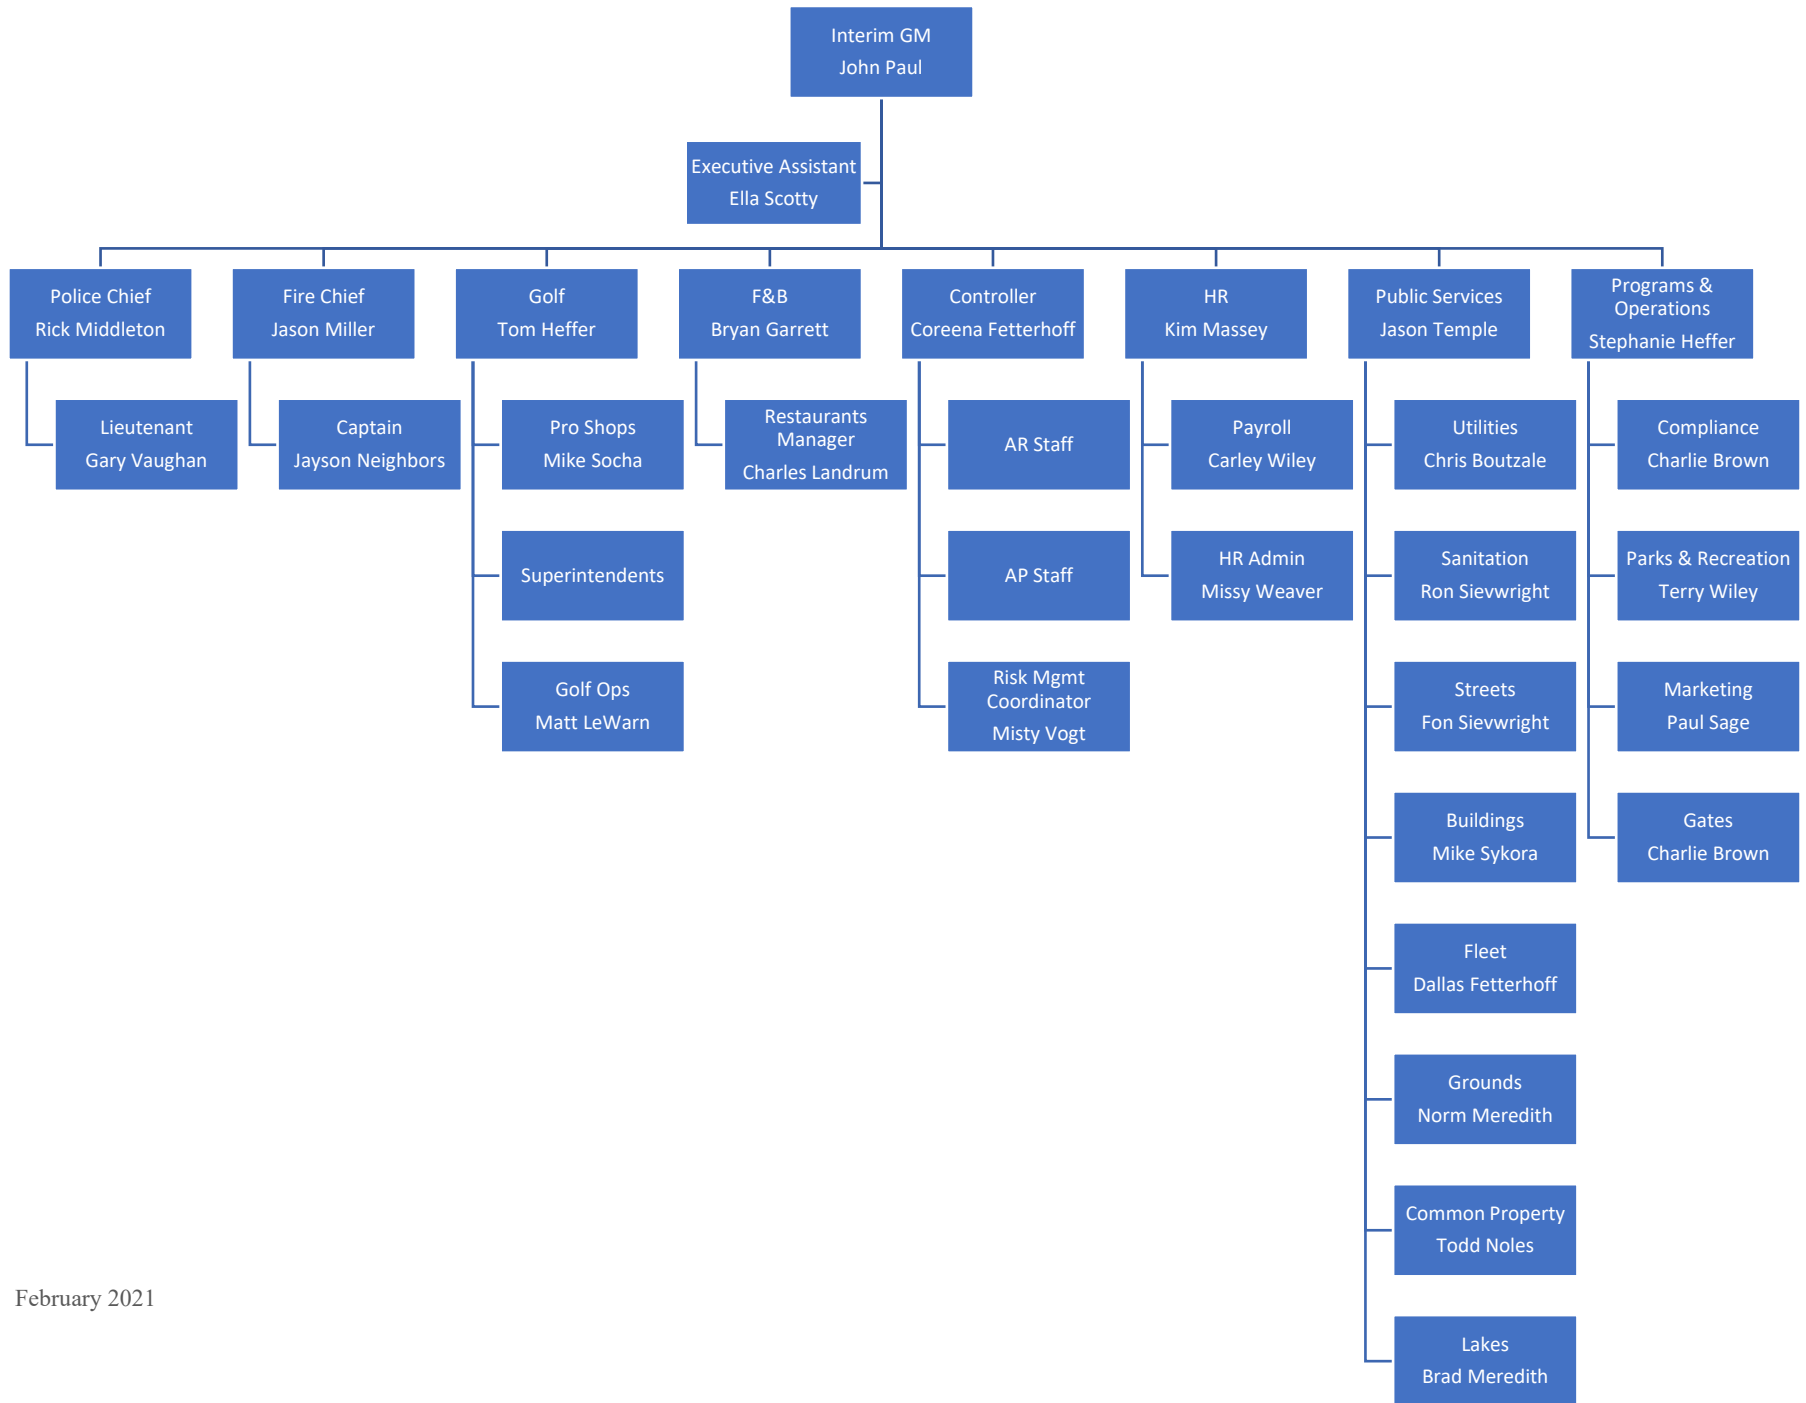 Interim GM
John Paul
Executive Assistant
Ella Scotty
Police Chief
Rick Middleton
Fire Chief
Jason Miller
Golf
Tom Heffer
F&B
Bryan Garrett
Controller
Coreena Fetterhoff
HR
Kim Massey
Public Services
Jason Temple
Programs &
Operations
Stephanie Heffer
Lieutenant
Gary Vaughan
Captain
Jayson Neighbors
Pro Shops
Mike Socha
Superintendents
Golf Ops
Matt LeWarn
Restaurants
Manager
Charles Landrum
AR Staff
AP Staff
Risk Mgmt
Coordinator
Misty Vogt
Payroll
Carley Wiley
HR Admin
Missy Weaver
Utilities
Chris Boutzale
Sanitation
Ron Sievwright
Streets
Fon Sievwright
Buildings
Mike Sykora
Fleet
Dallas Fetterhoff
Grounds
Norm Meredith
Common Property
Todd Noles
Lakes
Brad Meredith
Compliance
Charlie Brown
Parks & Recreation
Terry Wiley
Marketing
Paul Sage
Gates
Charlie Brown
February 2021